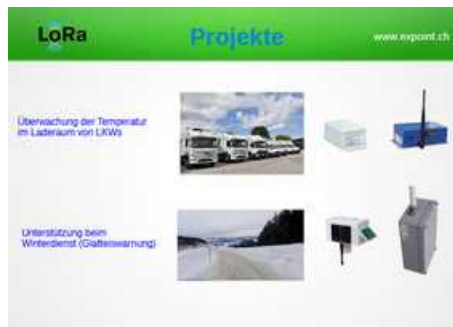 LoRa
Projekte
www.expoint.ch
Überwachung der Temperatur
im Laderaum von LKWs
Unterstützung beim
Winterdienst (Glatteiswarnung)